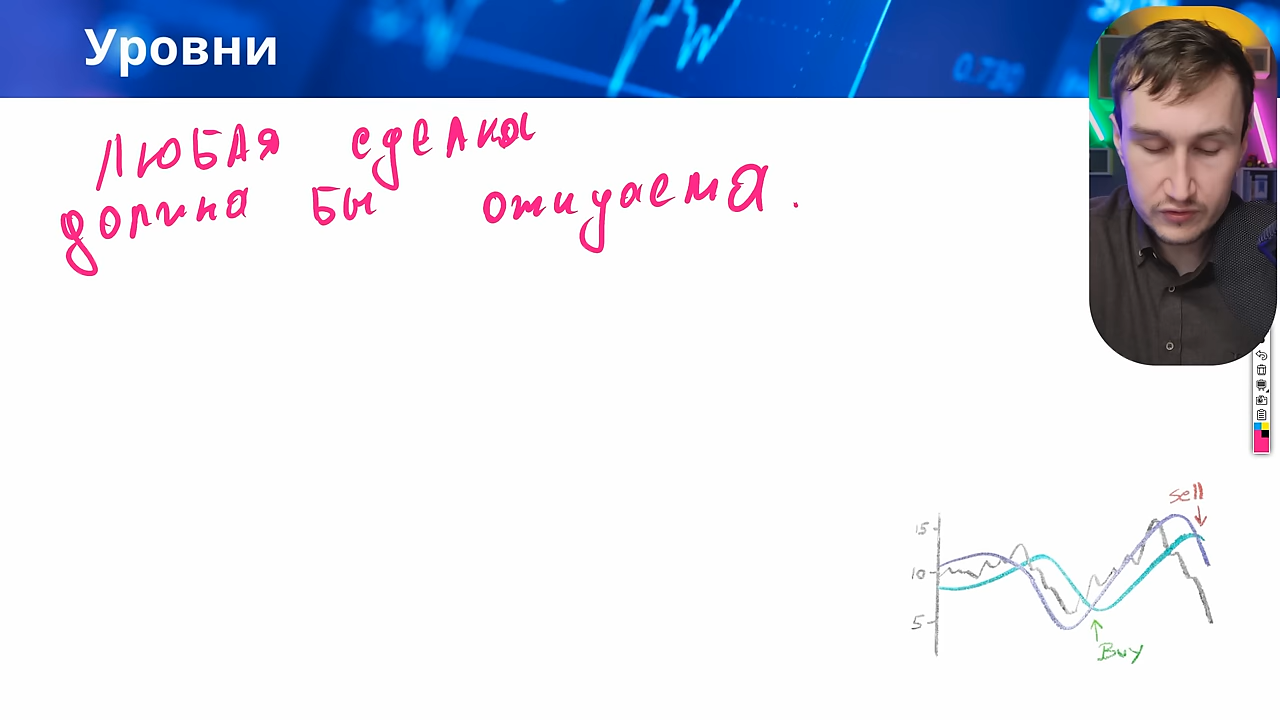 Уровни
ЛЮБАЯ сделка
должна бы ожидаема.
sell
15
10
5
Buy